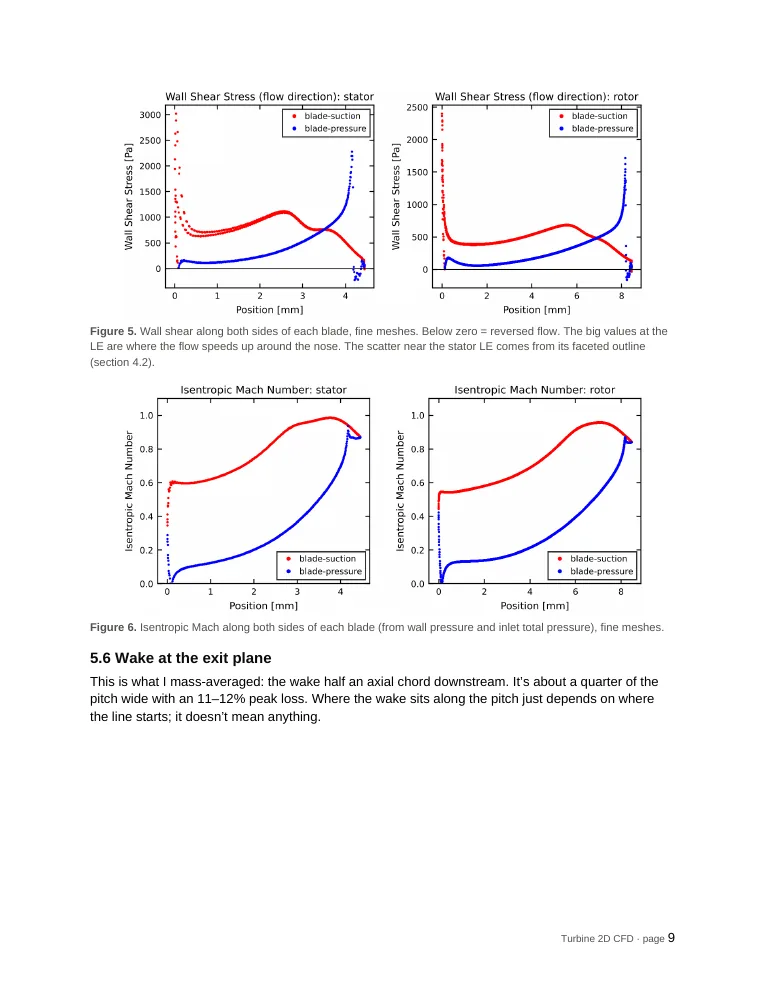 Wall Shear Stress (flow direction): stator
Wall Shear Stress [Pa]
3000
2500
2000
1500
1000
500
0
blade-suction
blade-pressure
0 1 2 3 4
Position [mm]
Wall Shear Stress (flow direction): rotor
Wall Shear Stress [Pa]
2500
2000
1500
1000
500
0
blade-suction
blade-pressure
0 2 4 6 8
Position [mm]
Figure 5. Wall shear along both sides of each blade, fine meshes. Below zero = reversed flow. The big values at the
LE are where the flow speeds up around the nose. The scatter near the stator LE comes from its faceted outline
(section 4.2).
Isentropic Mach Number: stator
Isentropic Mach Number
1.0
0.8
0.6
0.4
0.2
0.0
blade-suction
blade-pressure
0 1 2 3 4
Position [mm]
Isentropic Mach Number: rotor
Isentropic Mach Number
1.0
0.8
0.6
0.4
0.2
0.0
blade-suction
blade-pressure
0 2 4 6 8
Position [mm]
Figure 6. Isentropic Mach along both sides of each blade (from wall pressure and inlet total pressure), fine meshes.
5.6 Wake at the exit plane
This is what I mass-averaged: the wake half an axial chord downstream. It’s about a quarter of the
pitch wide with an 11–12% peak loss. Where the wake sits along the pitch just depends on where
the line starts; it doesn’t mean anything.
Turbine 2D CFD · page 9